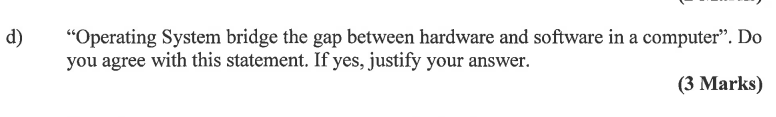 d) “Operating System bridge the gap between hardware and software in a computer”. Do
you agree with this statement. If yes, justify your answer.
(3 Marks)